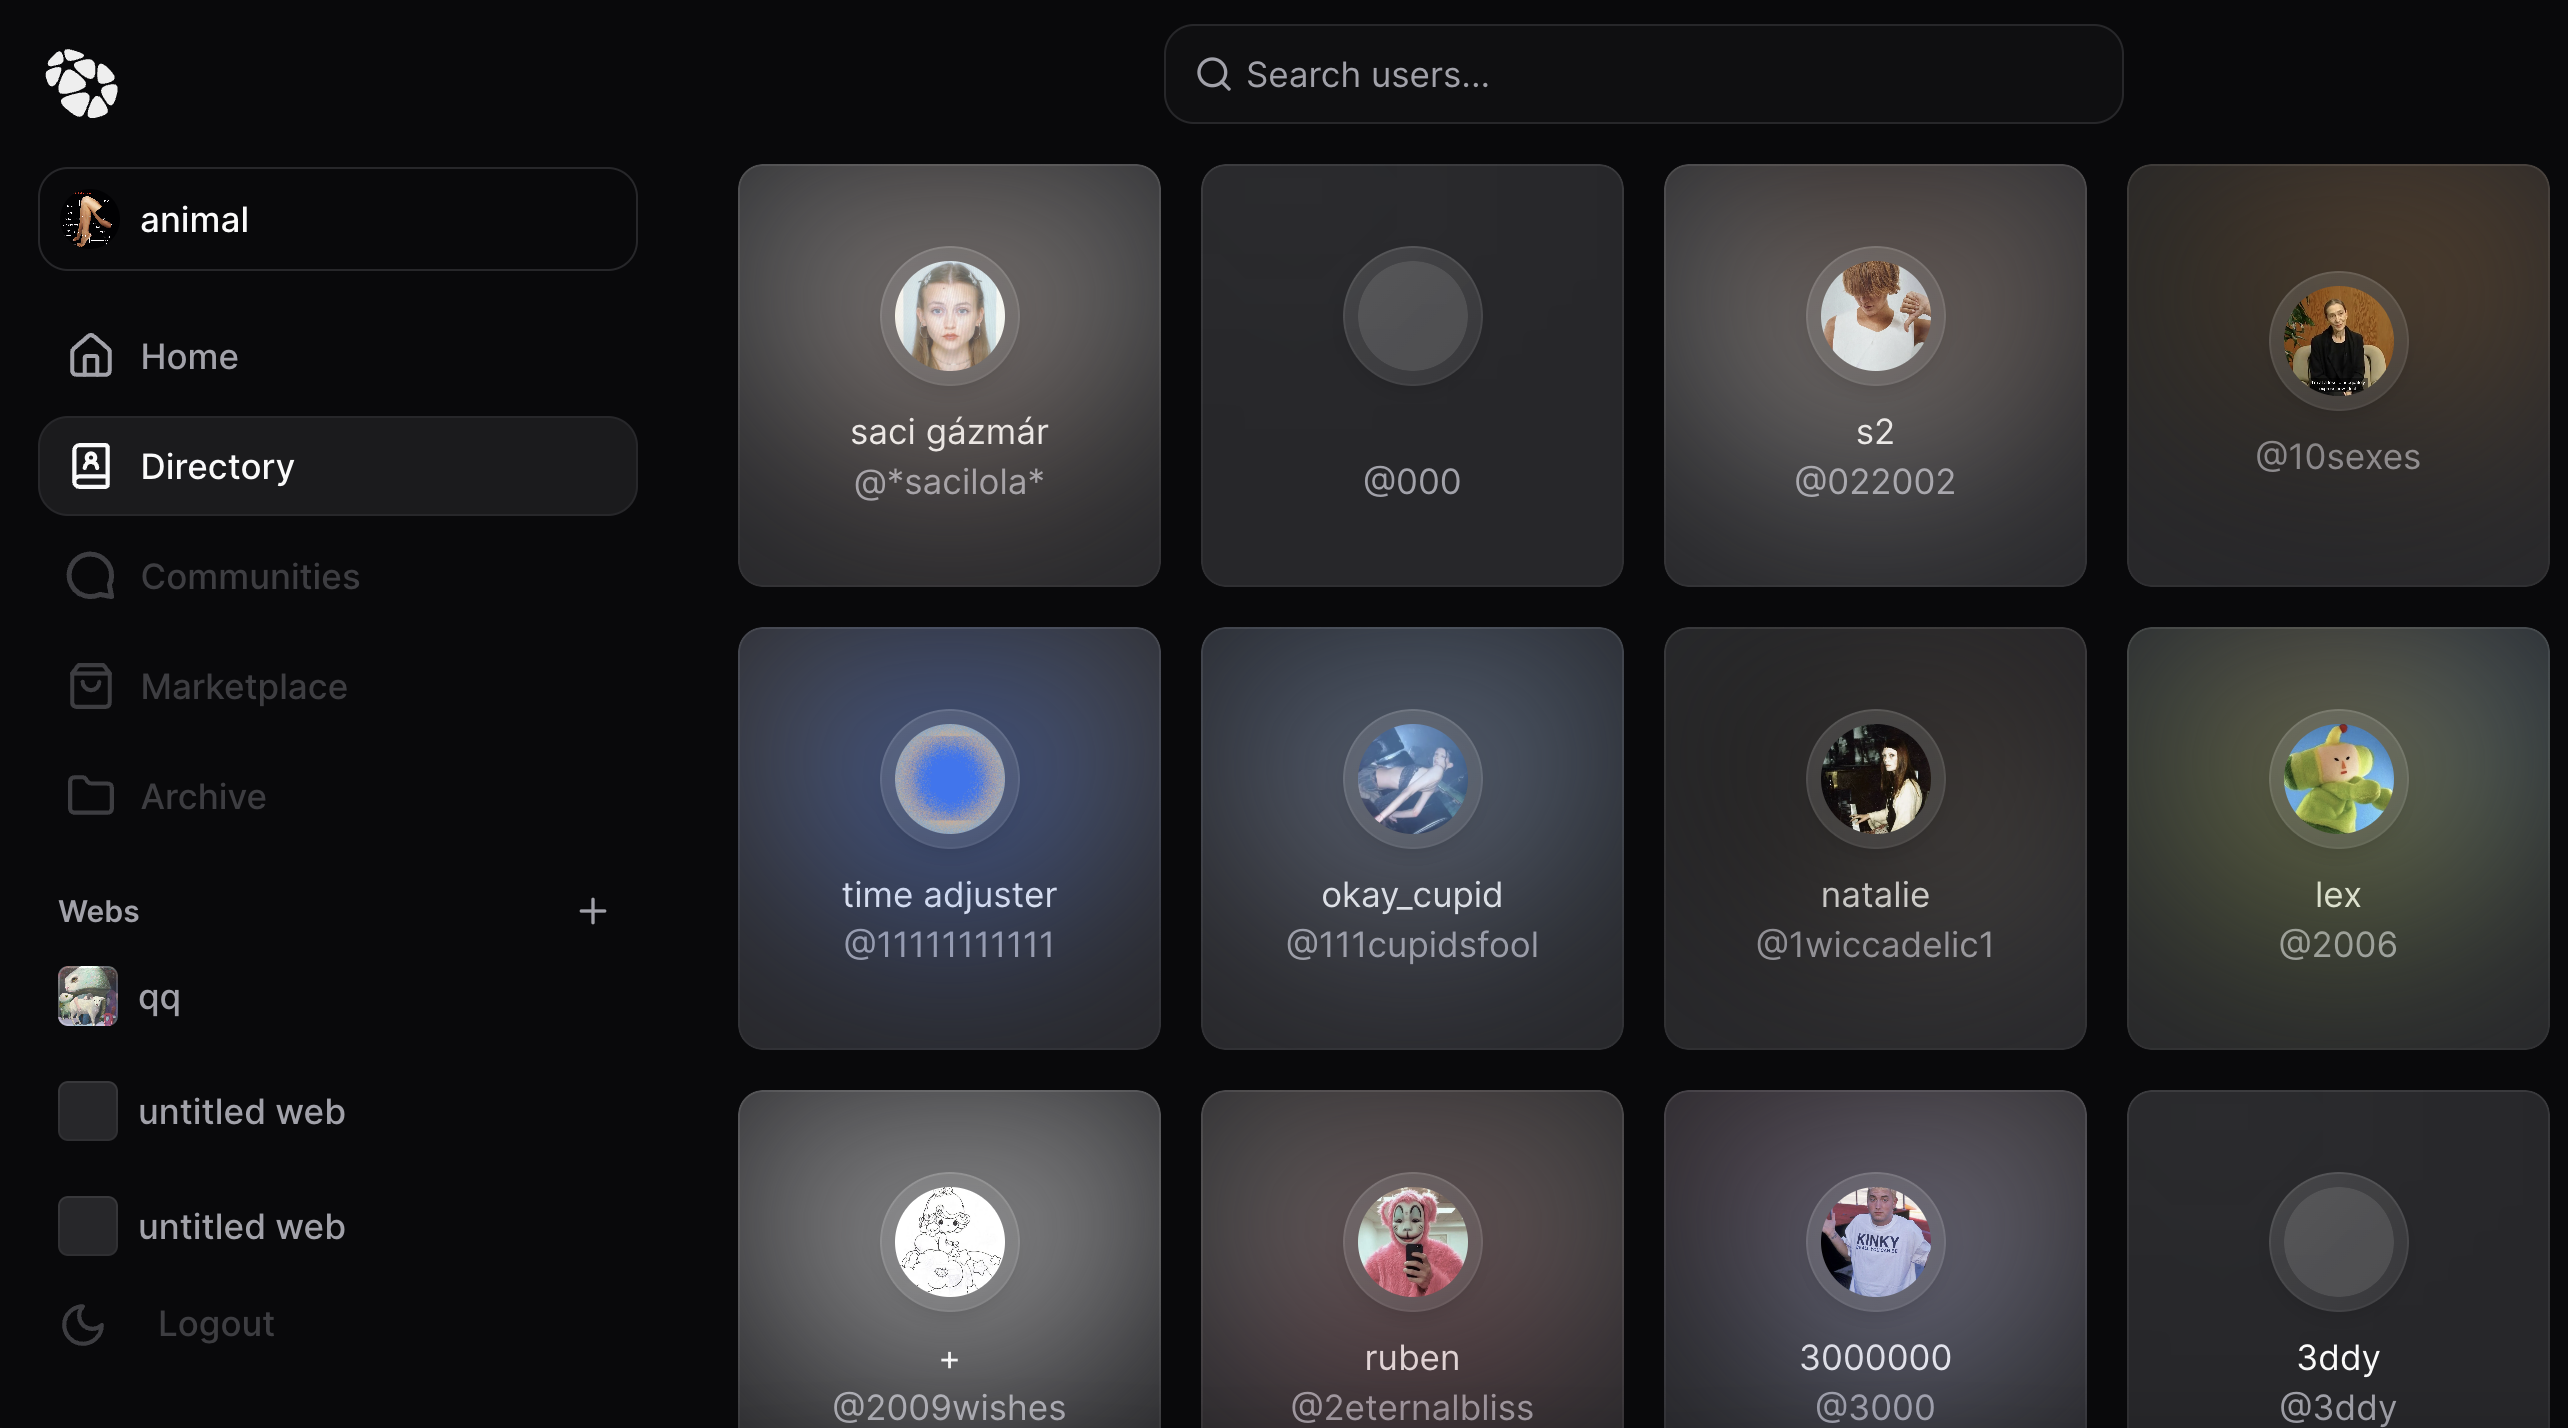 Search users...
animal
Home
Directory
Communities
Marketplace
Archive
Webs
qq
untitled web
untitled web
Logout
saci gázmár
@*sacilola*
@000
s2
@022002
@10sexes
time adjuster
@11111111111
okay_cupid
@111cupidsfool
natalie
@1wiccadelic1
lex
@2006
+
@2009wishes
ruben
@2eternalbliss
KINKY
3000000
@3000
3ddy
@3ddy